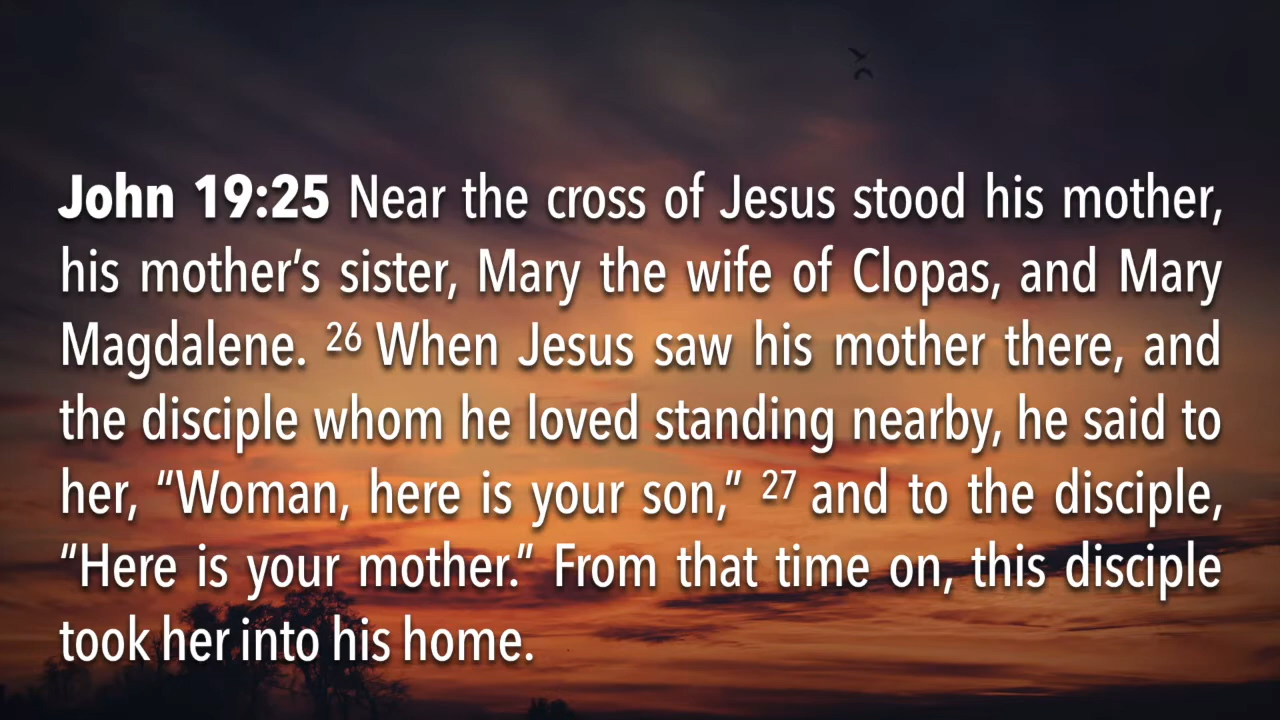 John 19:25 Near the cross of Jesus stood his mother,
his mother’s sister, Mary the wife of Clopas, and Mary
Magdalene. 26 When Jesus saw his mother there, and
the disciple whom he loved standing nearby, he said to
her, “Woman, here is your son,” 27 and to the disciple,
“Here is your mother.” From that time on, this disciple
took her into his home.